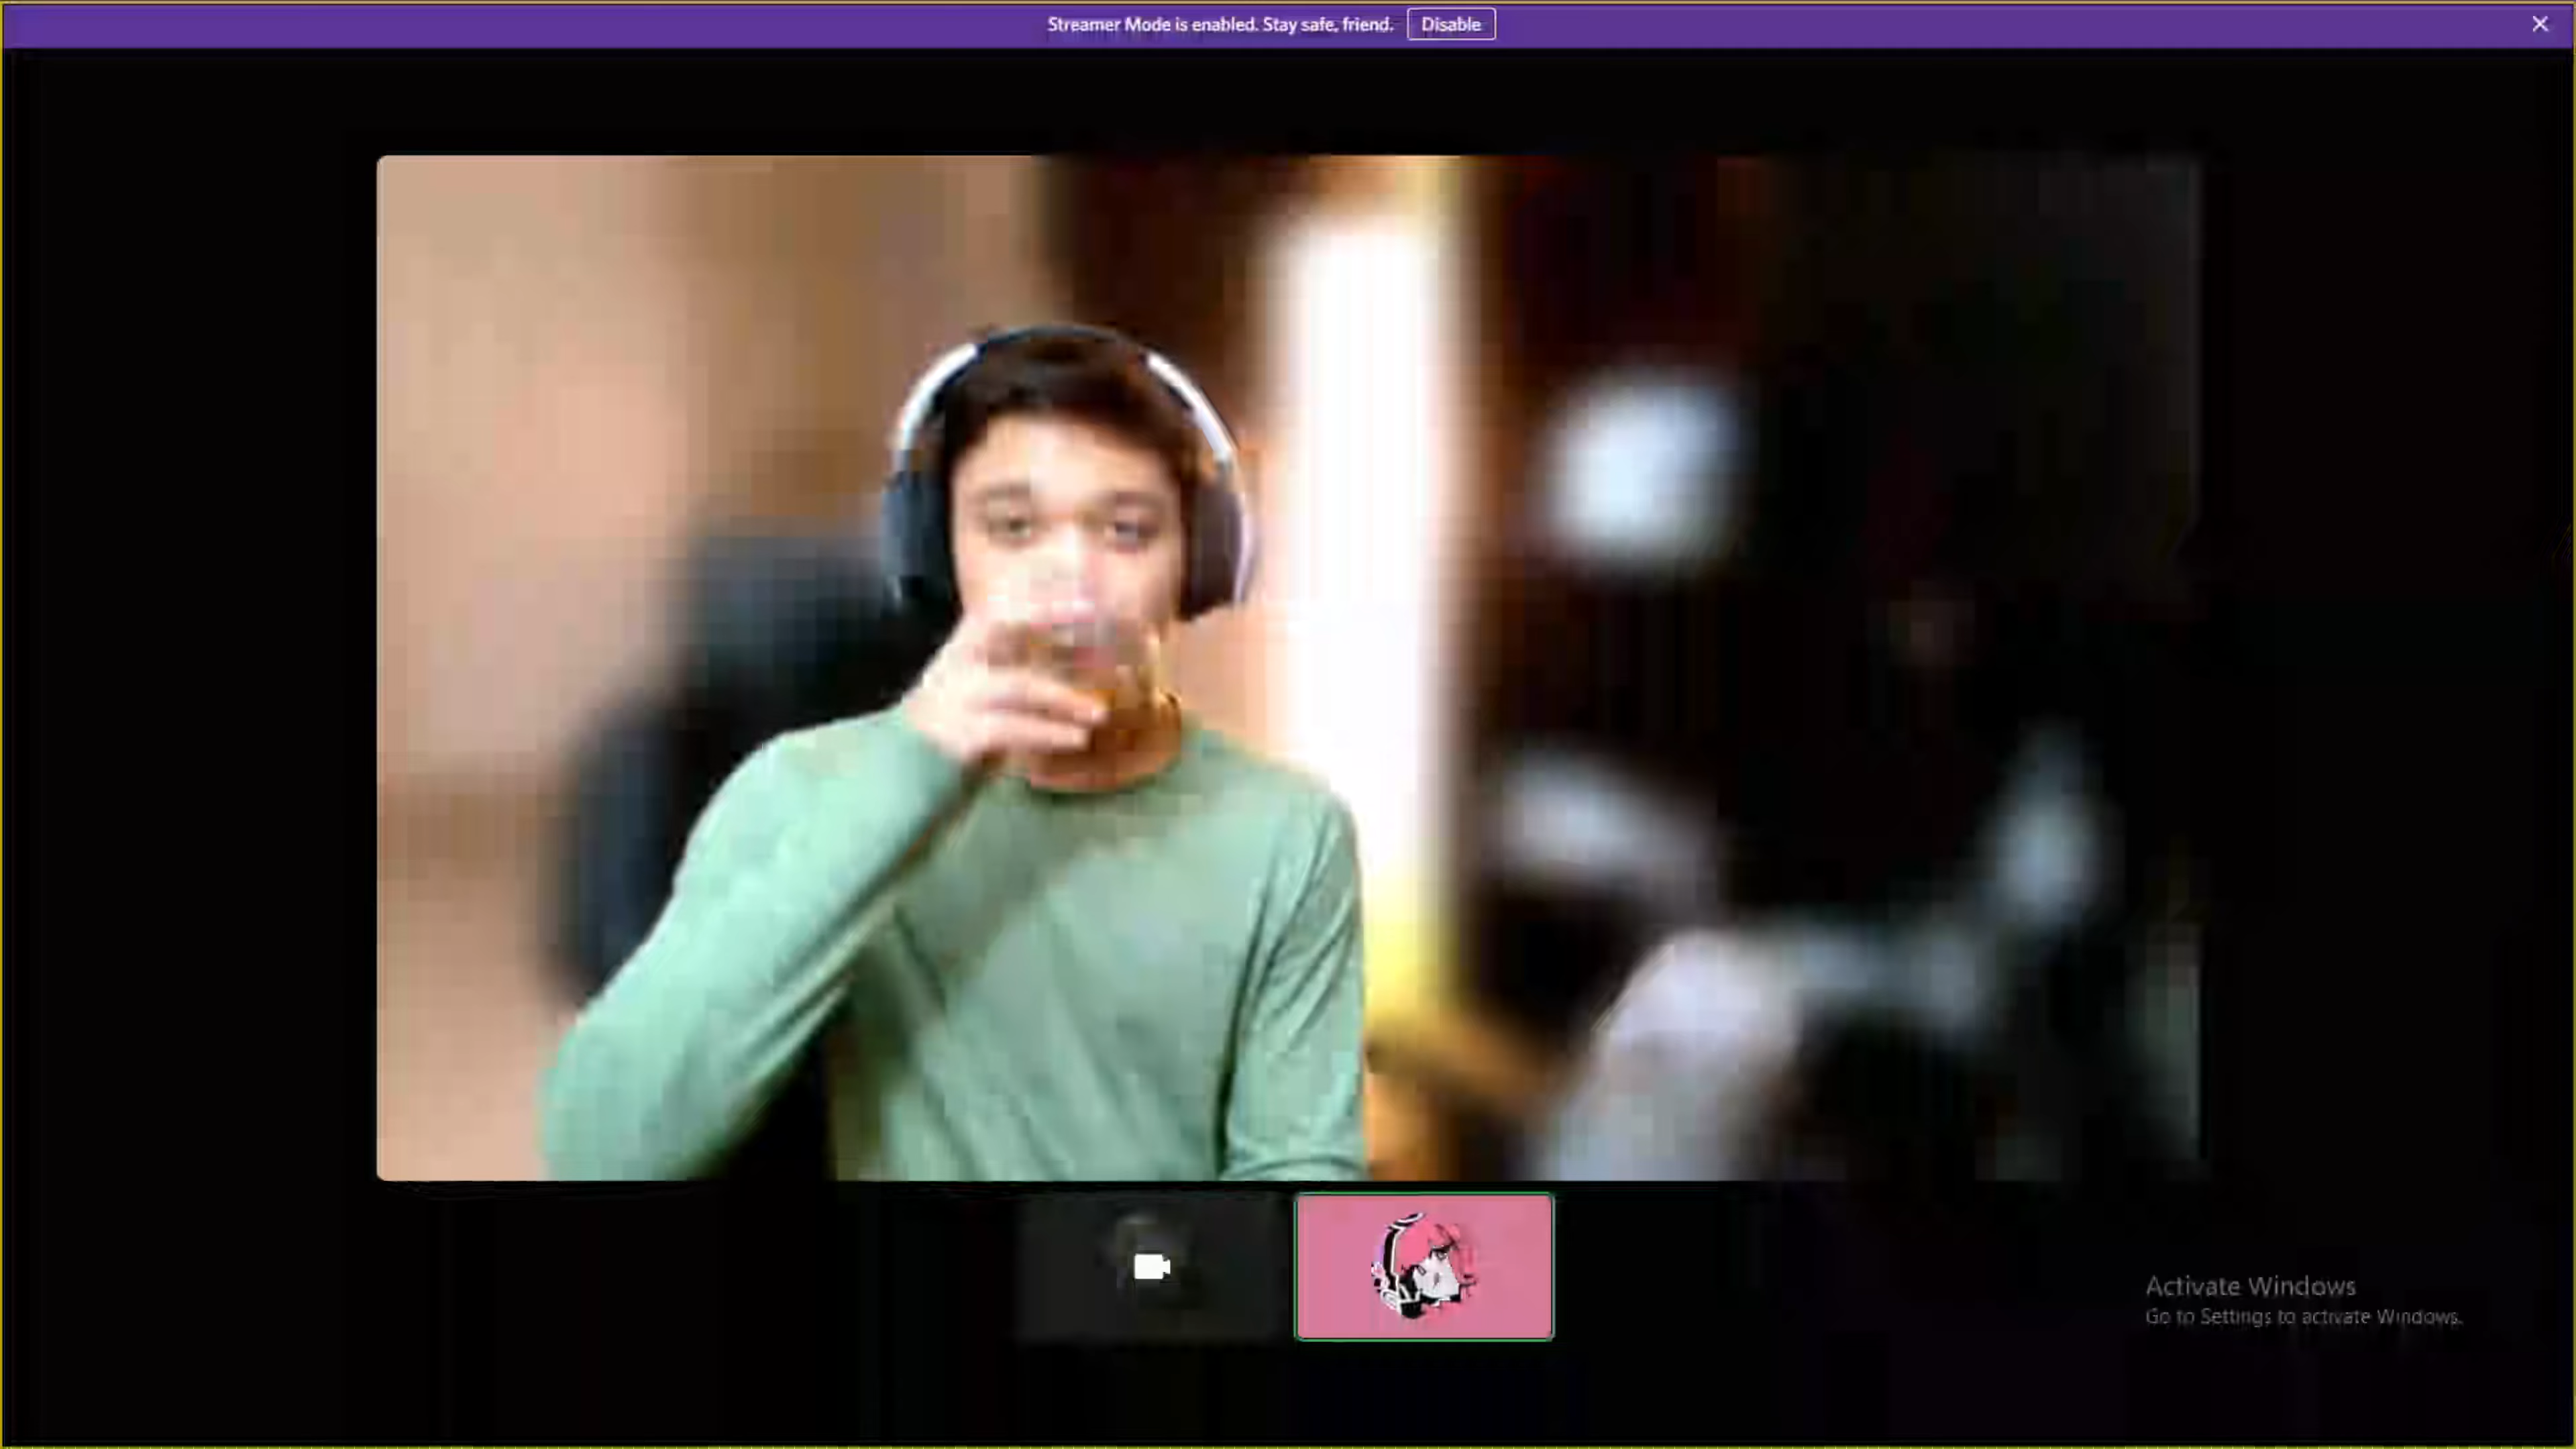 Streamer Mode is enabled. Stay safe, friend. Disable
Activate Windows
Go to Settings to activate Windows.